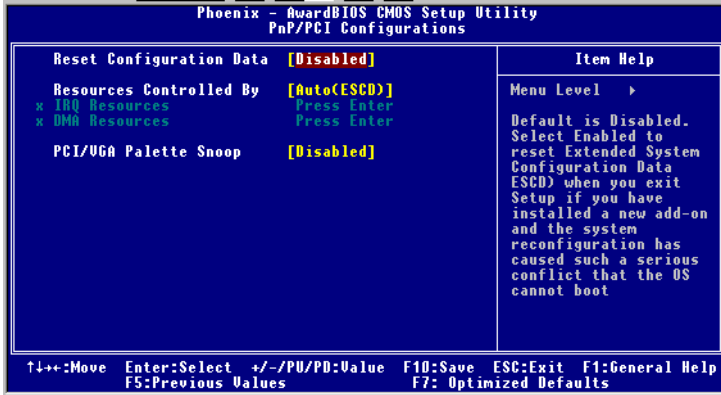 Phoenix - AwardBIOS CMOS Setup Utility
PnP/PCI Configurations
Reset Configuration Data [Disabled]
Resources Controlled By [Auto(ESCD)]
x IRQ Resources Press Enter
x DMA Resources Press Enter
PCI/VGA Palette Snoop [Disabled]
Item Help
Menu Level ▸
Default is Disabled.
Select Enabled to
reset Extended System
Configuration Data
ESCD) when you exit
Setup if you have
installed a new add-on
and the system
reconfiguration has
caused such a serious
conflict that the OS
cannot boot
↑↓→←:Move Enter:Select +/-/PU/PD:Value F10:Save ESC:Exit F1:General Help
F5:Previous Values F7: Optimized Defaults